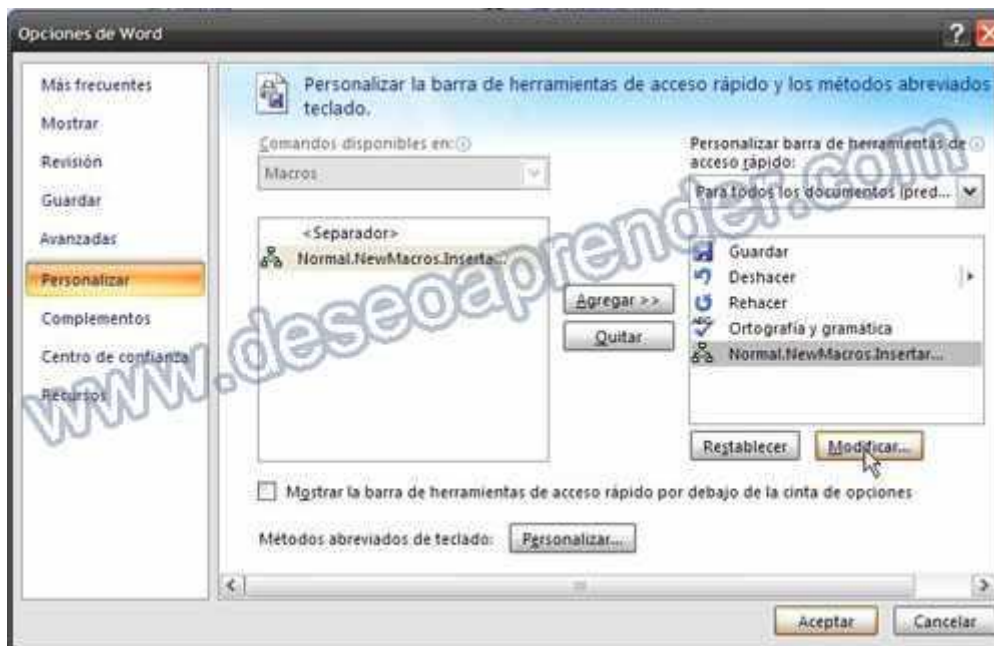 Opciones de Word
Más frecuentes
Mostrar
Revisión
Guardar
Avanzadas
Personalizar
Complementos
Centro de confianza
Recursos
Personalizar la barra de herramientas de acceso rápido y los métodos abreviados
teclado.
Comandos disponibles en:
Macros
<Separador>
Normal.NewMacros.Inserta...
Agregar >>
Quitar
Personalizar barra de herramientas de
acceso rápido:
Para todos los documentos (pred...
Guardar
Deshacer
Rehacer
Ortografía y gramática
Normal.NewMacros.Insertar...
Restablecer
Modificar...
Mostrar la barra de herramientas de acceso rápido por debajo de la cinta de opciones
Métodos abreviados de teclado:
Personalizar...
Aceptar
Cancelar
www.deseoaprender.com